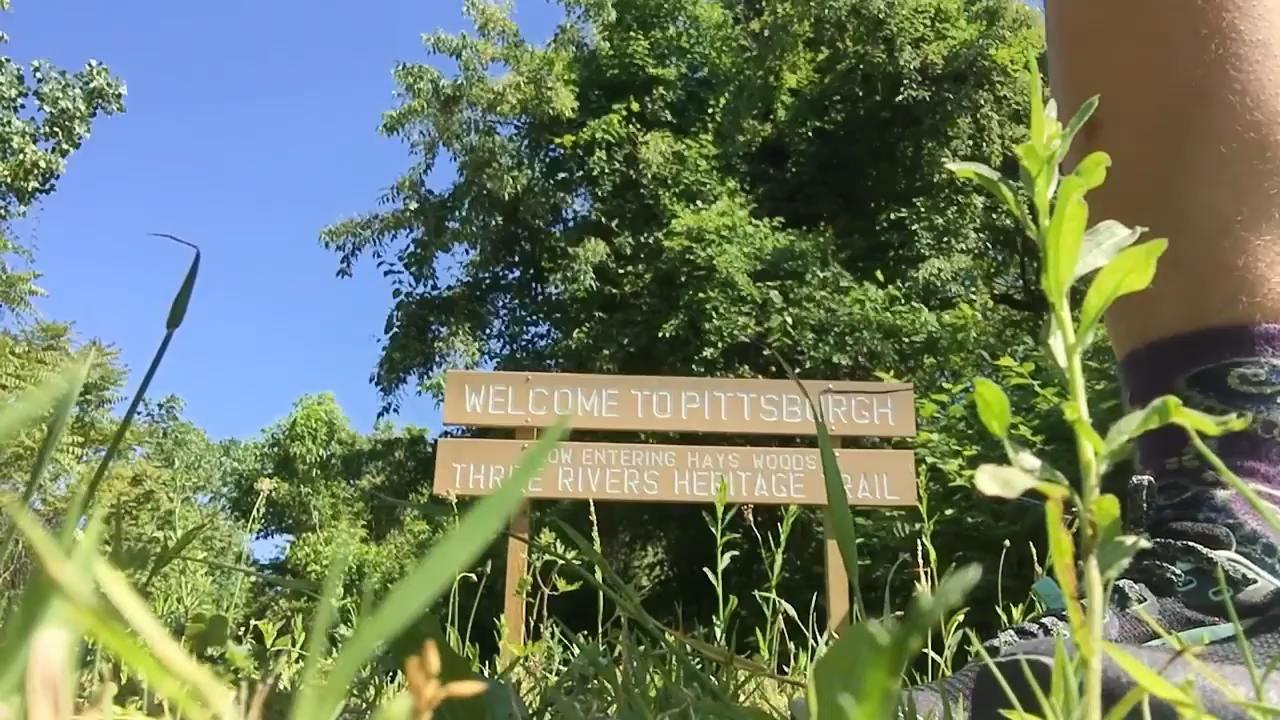 WELCOME TO PITTSBURGH
NOW ENTERING HAYS WOODS
THREE RIVERS HERITAGE TRAIL